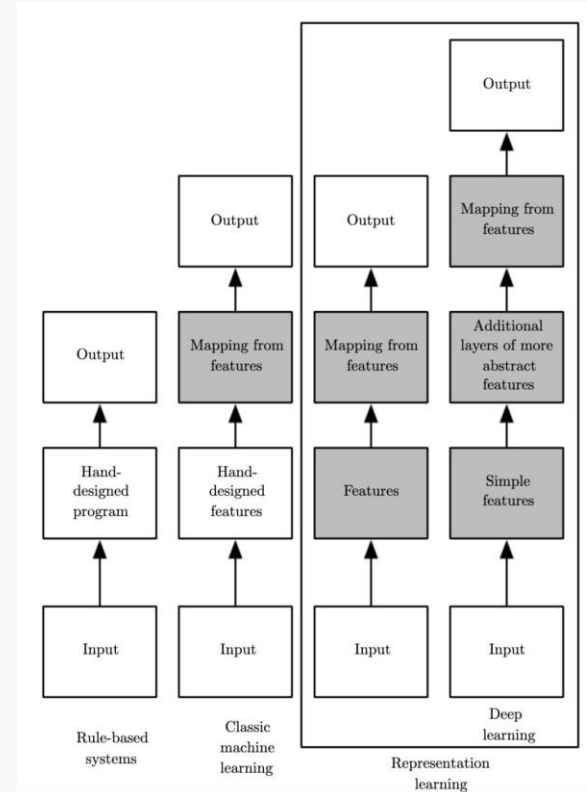 Output
Mapping from
features
Output
Output
Additional
layers of more
abstract
features
Mapping from
features
Mapping from
features
Output
Hand-
designed
program
Hand-
designed
features
Features
Simple
features
Input
Input
Input
Input
Rule-based
systems
Classic
machine
learning
Deep
learning
Representation
learning